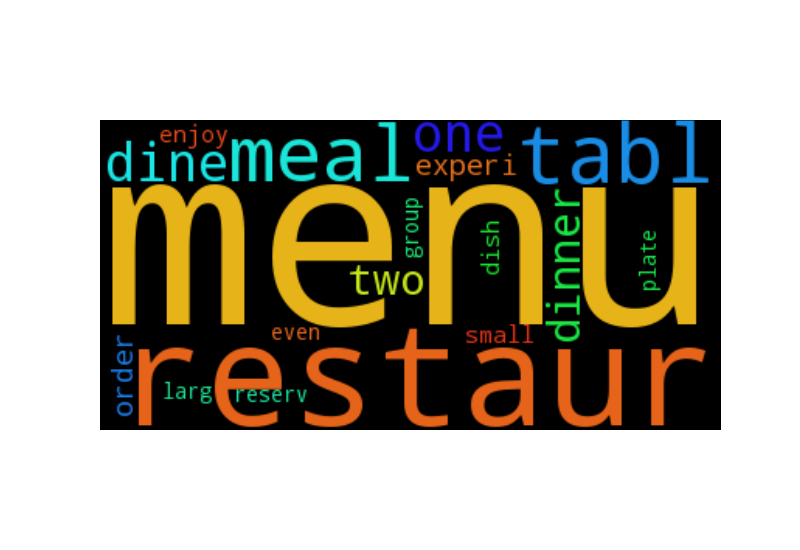 enjoy
one
dine
meal
experi
tabl
menu
group
dish
dinner
plate
two
even
small
order
restaur
larg
reserv